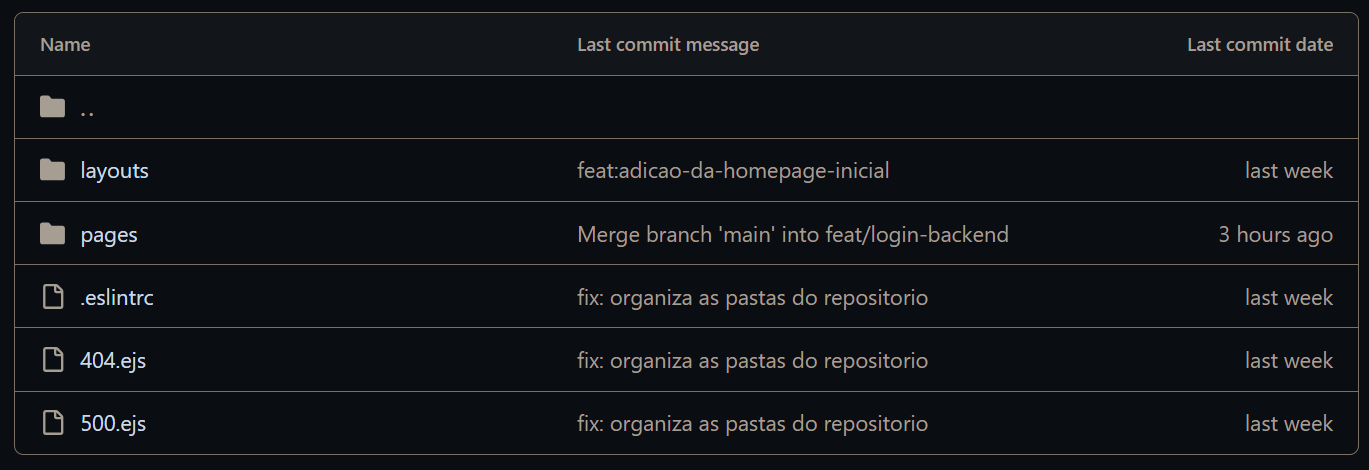 Name Last commit message Last commit date
..
layouts feat:adicao-da-homepage-inicial last week
pages Merge branch 'main' into feat/login-backend 3 hours ago
.eslintrc fix: organiza as pastas do repositorio last week
404.ejs fix: organiza as pastas do repositorio last week
500.ejs fix: organiza as pastas do repositorio last week